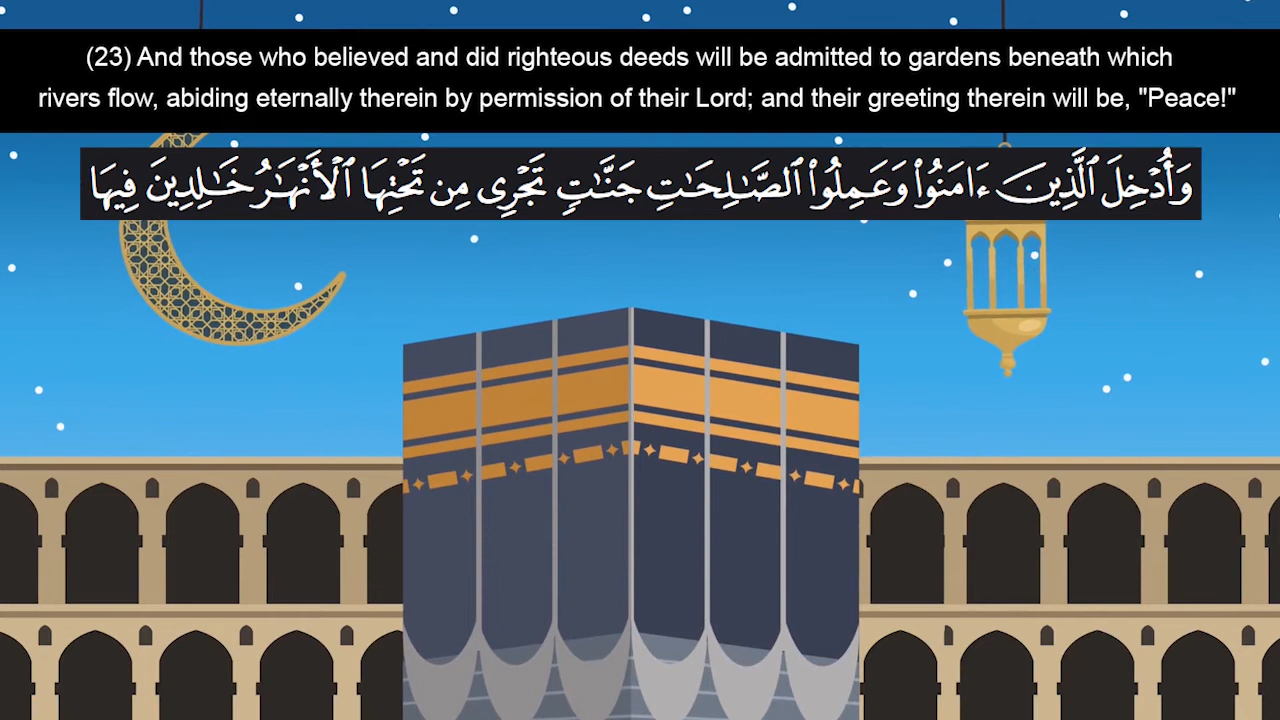 (23) And those who believed and did righteous deeds will be admitted to gardens beneath which
rivers flow, abiding eternally therein by permission of their Lord; and their greeting therein will be, "Peace!"
وَأُدْخِلَ ٱلَّذِينَ ءَامَنُوا۟ وَعَمِلُوا۟ ٱلصَّـٰلِحَـٰتِ جَنَّـٰتٍ تَجْرِى مِن تَحْتِهَا ٱلْأَنْهَـٰرُ خَـٰلِدِينَ فِيهَا